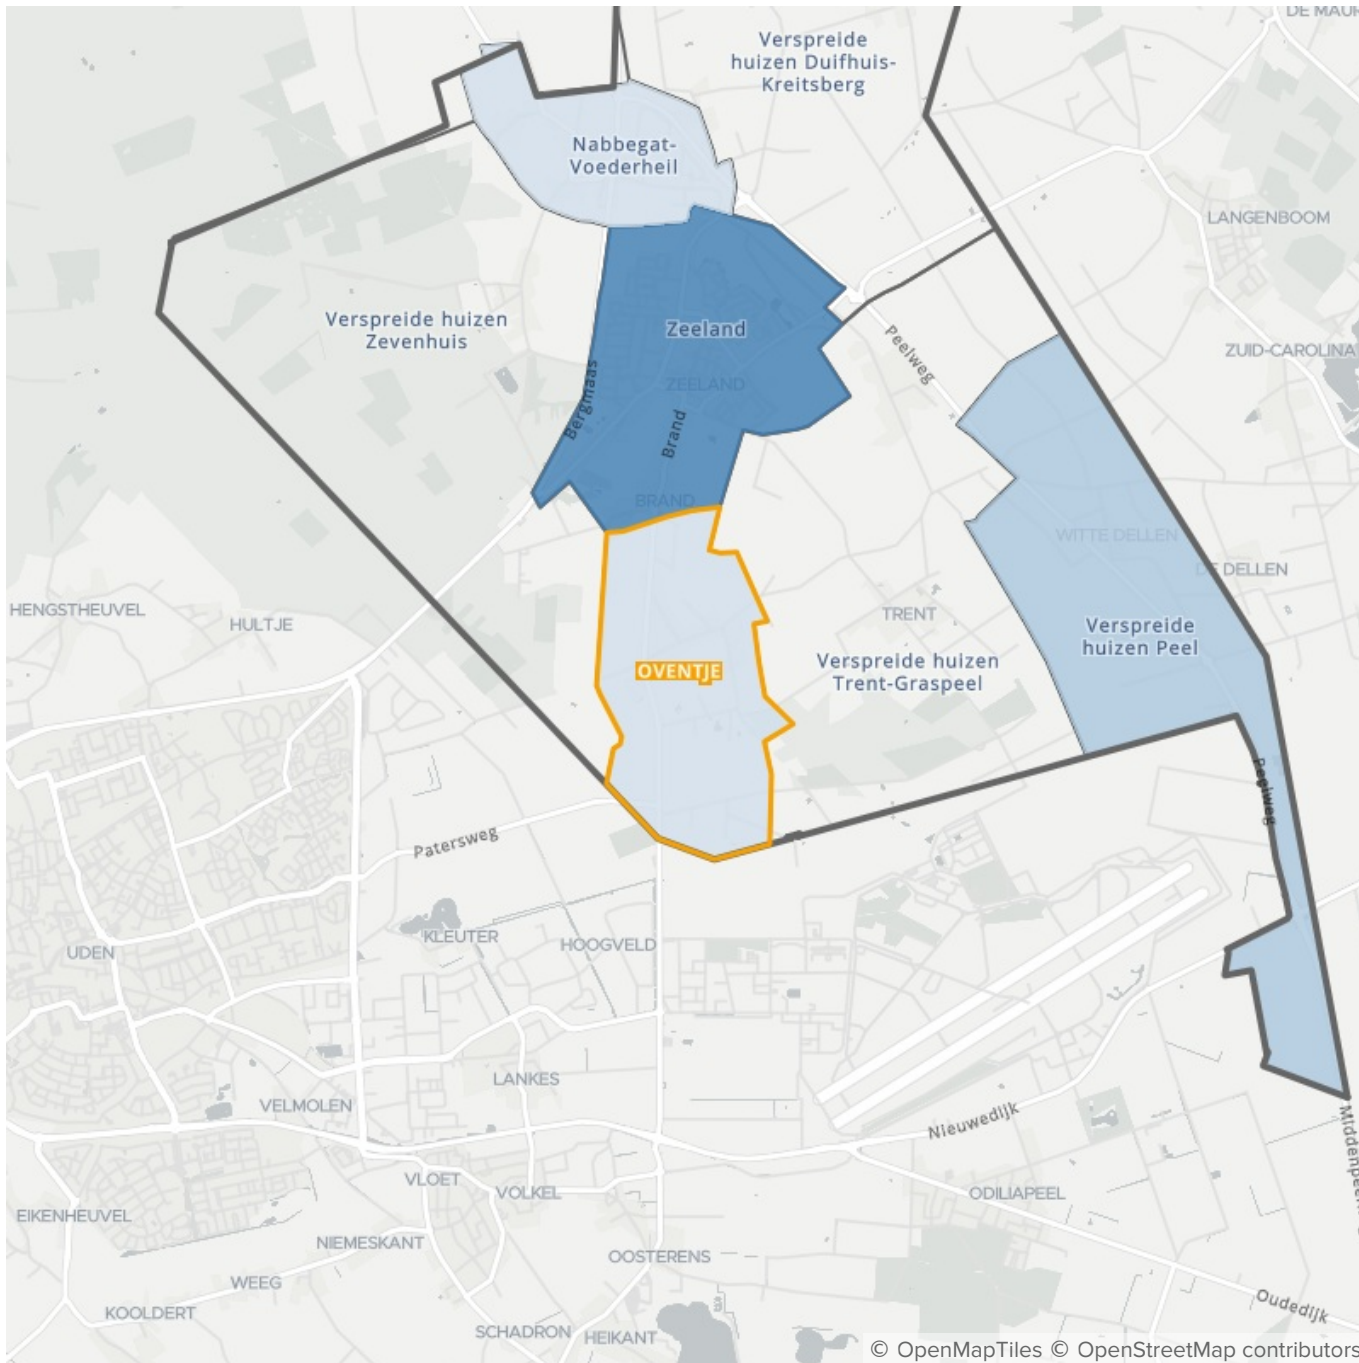 DE MAUR
Verspreide
huizen Duifhuis-
Kreitsberg
Nabbegat-
Voederheil
LANGENBOOM
Verspreide huizen
Zevenhuis
Zeeland
Peelweg
ZUID-CAROLINA
ZEELAND
Bergmaas
Brand
BRAND
WITTE DELLEN
DE DELLEN
HENGSTHEUVEL
HULTJE
TRENT
Verspreide
huizen Peel
OVENTJE
Verspreide huizen
Trent-Graspeel
Peelweg
Patersweg
UDEN
KLEUTER
HOOGVELD
LANKES
VELMOLEN
Nieuwedijk
Middenpeel
VLOET
VOLKEL
ODILIAPEEL
EIKENHEUVEL
NIEMESKANT
OOSTERENS
WEEG
KOOLDERT
Oudedijk
SCHADRON
HEIKANT
© OpenMapTiles © OpenStreetMap contributors